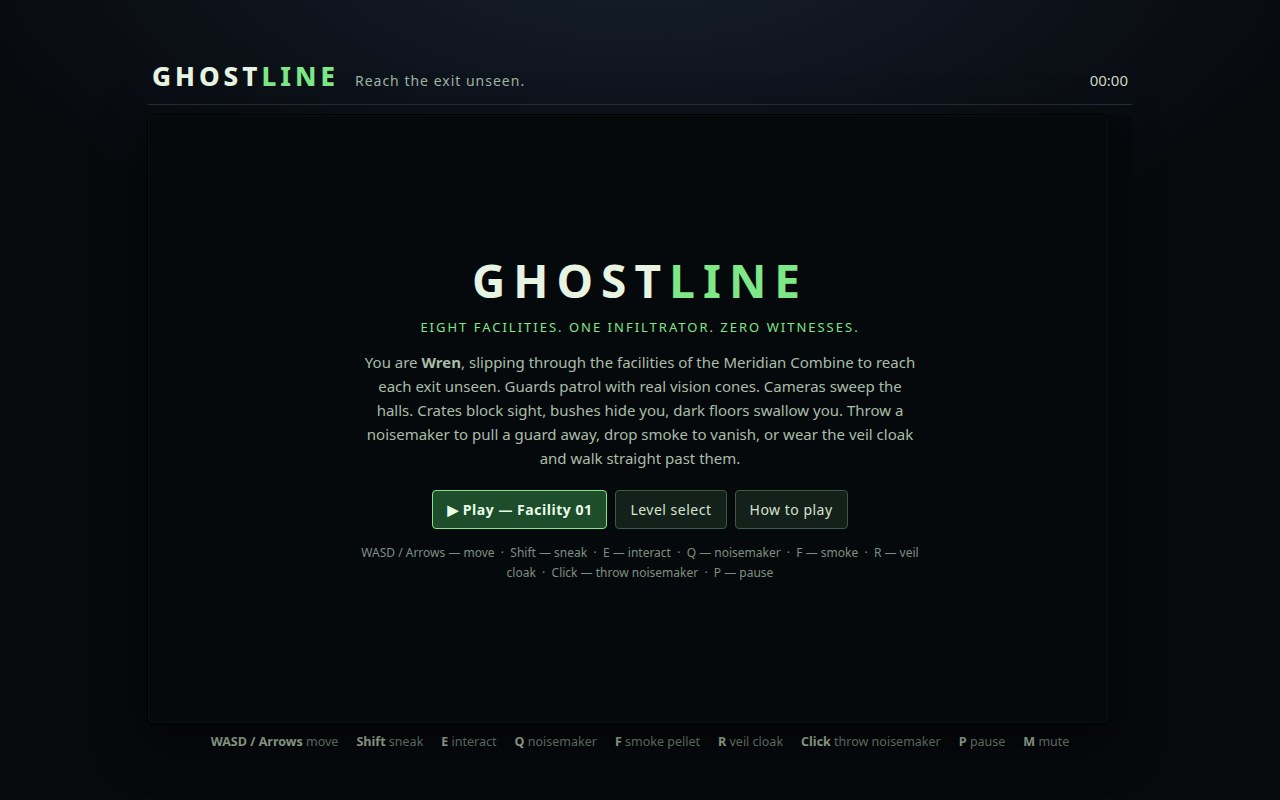 GHOSTLINE Reach the exit unseen. 00:00
GHOSTLINE
EIGHT FACILITIES. ONE INFILTRATOR. ZERO WITNESSES.
You are Wren, slipping through the facilities of the Meridian Combine to reach
each exit unseen. Guards patrol with real vision cones. Cameras sweep the
halls. Crates block sight, bushes hide you, dark floors swallow you. Throw a
noisemaker to pull a guard away, drop smoke to vanish, or wear the veil cloak
and walk straight past them.
▶ Play — Facility 01 Level select How to play
WASD / Arrows — move · Shift — sneak · E — interact · Q — noisemaker · F — smoke · R — veil
cloak · Click — throw noisemaker · P — pause
WASD / Arrows move Shift sneak E interact Q noisemaker F smoke pellet R veil cloak Click throw noisemaker P pause M mute